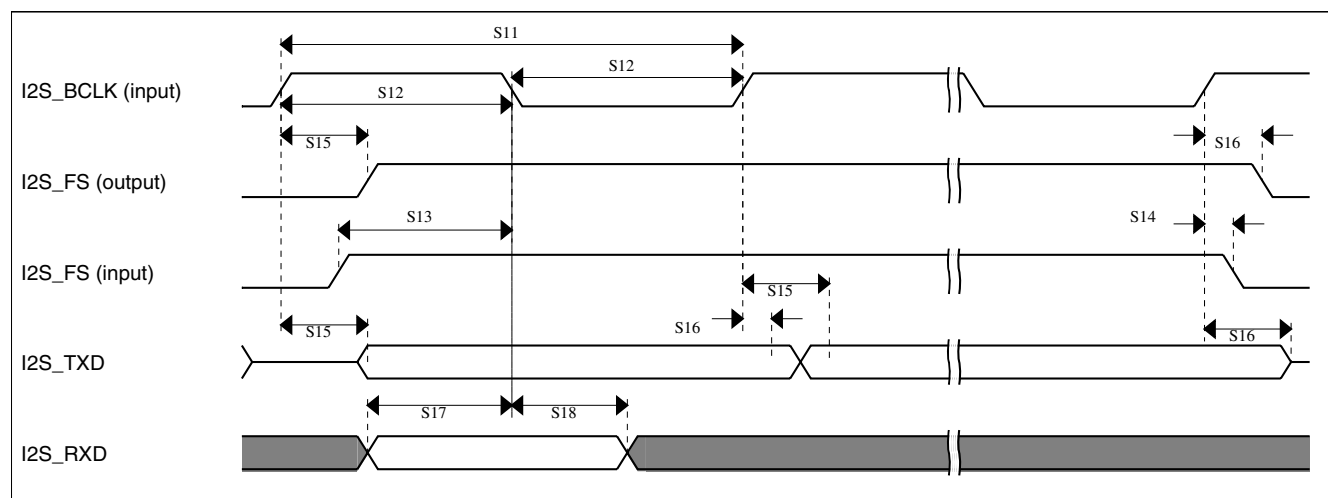 S11
I2S_BCLK (input)
S12
S12
S15
S16
I2S_FS (output)
S13
S14
I2S_FS (input)
S15
S15
S16
S16
I2S_TXD
S17
S18
I2S_RXD